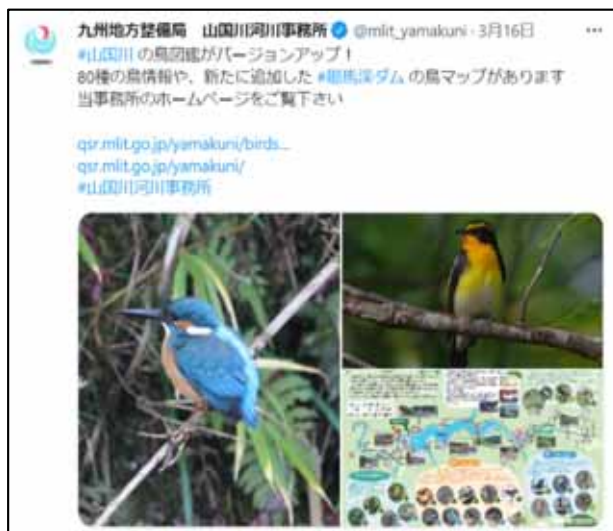 九州地方整備局 山国川河川事務所 @mlit_yamakuni · 3月16日 …
#山国川 の鳥図鑑がバージョンアップ!
80種の鳥情報や、新たに追加した #耶馬溪ダム の鳥マップがあります
当事務所のホームページをご覧下さい
qsr.mlit.go.jp/yamakuni/birds...
qsr.mlit.go.jp/yamakuni/
#山国川河川事務所